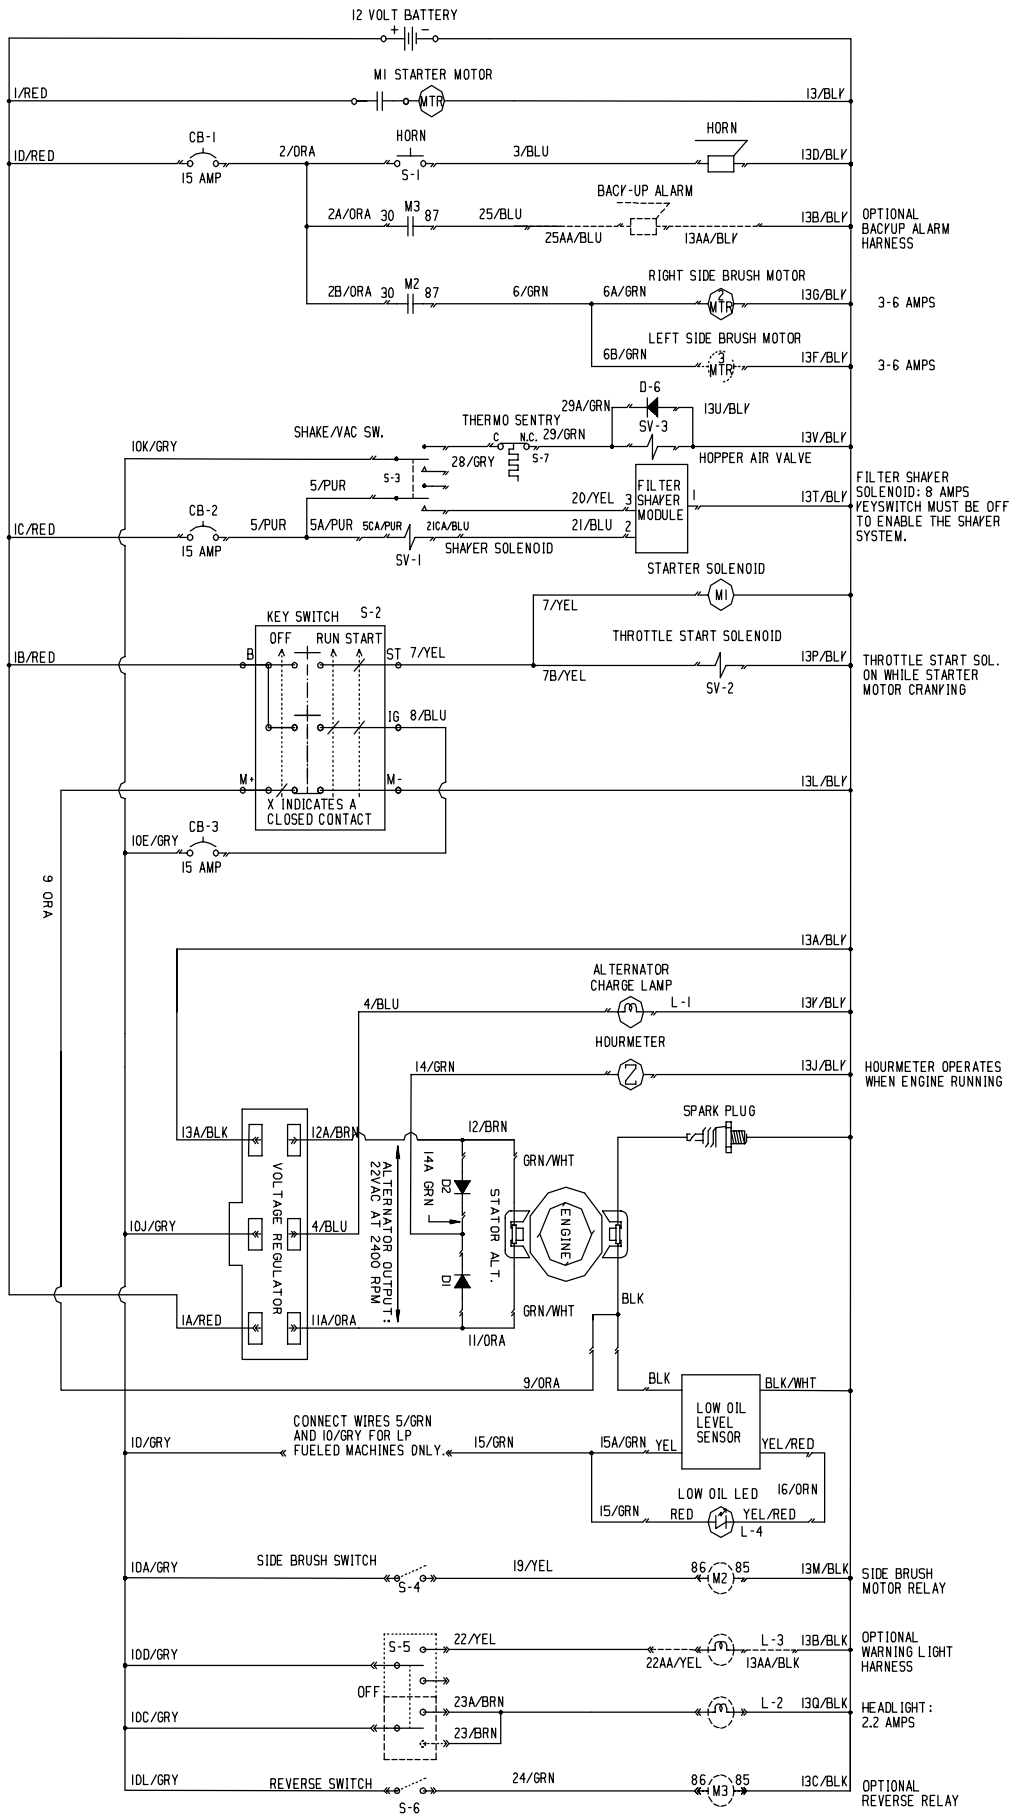 12 VOLT BATTERY
+ -
M1 STARTER MOTOR
1/RED
MTR
13/BLK
CB-1
HORN
HORN
1D/RED
2/ORA
3/BLU
13D/BLK
15 AMP
S-1
BACK-UP ALARM
M3
2A/ORA 30 87 25/BLU
13B/BLK
25AA/BLU
13AA/BLK
OPTIONAL
BACKUP ALARM
HARNESS
RIGHT SIDE BRUSH MOTOR
M2
2B/ORA 30 87
6/GRN
6A/GRN
2
MTR
13G/BLK
3-6 AMPS
LEFT SIDE BRUSH MOTOR
6B/GRN
3
MTR
13F/BLK
3-6 AMPS
D-6
29A/GRN
13U/BLK
THERMO SENTRY
SV-3
SHAKE/VAC SW.
C N.C. 29/GRN
S-7
10K/GRY
13V/BLK
HOPPER AIR VALVE
28/GRY
S-3
5/PUR
20/YEL 3
FILTER
SHAKER
MODULE
1
13T/BLK
FILTER SHAKER
SOLENOID: 8 AMPS
KEYSWITCH MUST BE OFF
TO ENABLE THE SHAKER
SYSTEM.
CB-2
1C/RED
5/PUR
5A/PUR
5CA/PUR
21CA/BLU
21/BLU 2
15 AMP
SV-1
SHAKER SOLENOID
STARTER SOLENOID
M1
7/YEL
KEY SWITCH S-2
OFF RUN START
THROTTLE START SOLENOID
1B/RED
B
ST 7/YEL
13P/BLK
7B/YEL
SV-2
THROTTLE START SOL.
ON WHILE STARTER
MOTOR CRANKING
IG 8/BLU
M+
M-
13L/BLK
X INDICATES A
CLOSED CONTACT
10E/GRY
CB-3
15 AMP
9 ORA
13A/BLK
ALTERNATOR
CHARGE LAMP
4/BLU
L-1
13K/BLK
HOURMETER
14/GRN
13J/BLK
HOURMETER OPERATES
WHEN ENGINE RUNNING
SPARK PLUG
13A/BLK
12A/BRN
12/BRN
GRN/WHT
VOLTAGE REGULATOR
ALTERNATOR OUTPUT:
22VAC AT 2400 RPM
14A
GRN
D2
STATOR ALT.
ENGINE
10J/GRY
4/BLU
D1
BLK
1A/RED
11A/ORA
GRN/WHT
11/ORA
9/ORA
BLK
BLK/WHT
LOW OIL
LEVEL
SENSOR
CONNECT WIRES 5/GRN
AND 10/GRY FOR LP
FUELED MACHINES ONLY.
10/GRY
15/GRN
15A/GRN
YEL
YEL/RED
LOW OIL LED
16/ORN
15/GRN
RED
YEL/RED
L-4
SIDE BRUSH SWITCH
10A/GRY
S-4
19/YEL
86 M2 85
13M/BLK
SIDE BRUSH
MOTOR RELAY
S-5
22/YEL
L-3
13B/BLK
10D/GRY
22AA/YEL
13AA/BLK
OPTIONAL
WARNING LIGHT
HARNESS
OFF
23A/BRN
L-2
13Q/BLK
HEADLIGHT:
2.2 AMPS
10C/GRY
23/BRN
10L/GRY
REVERSE SWITCH
S-6
24/GRN
86 M3 85
13C/BLK
OPTIONAL
REVERSE RELAY